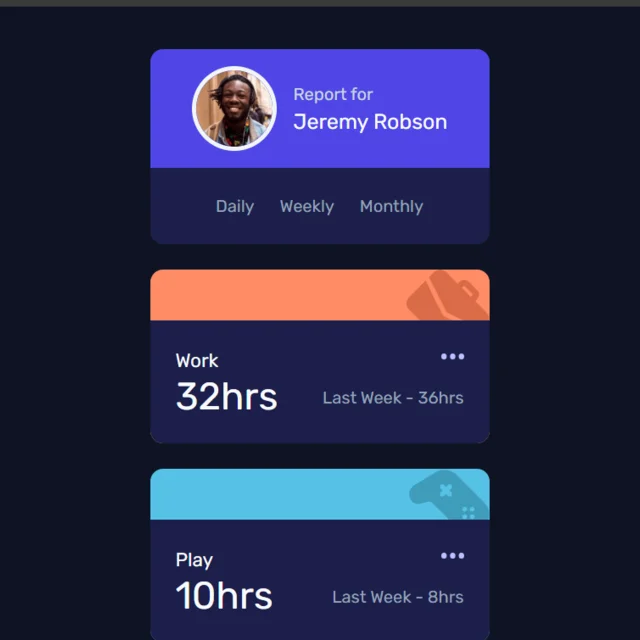 Report for
Jeremy Robson
Daily Weekly Monthly
Work
32hrs
Last Week - 36hrs
Play
10hrs
Last Week - 8hrs